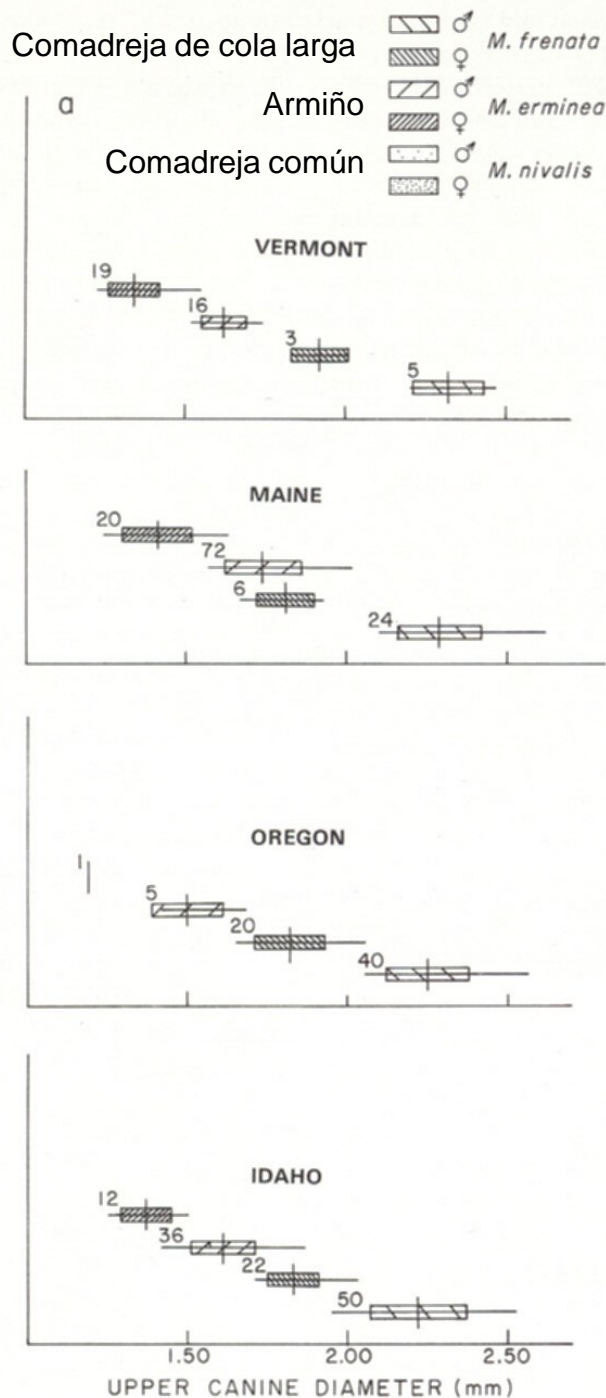 Comadreja de cola larga
♂ M. frenata
♀
a
Armiño
♂ M. erminea
♀
Comadreja común
♂ M. nivalis
♀
VERMONT
19
16
3
5
MAINE
20
72
6
24
OREGON
1
5
20
40
IDAHO
12
36
22
50
1.50 2.00 2.50
UPPER CANINE DIAMETER (mm)